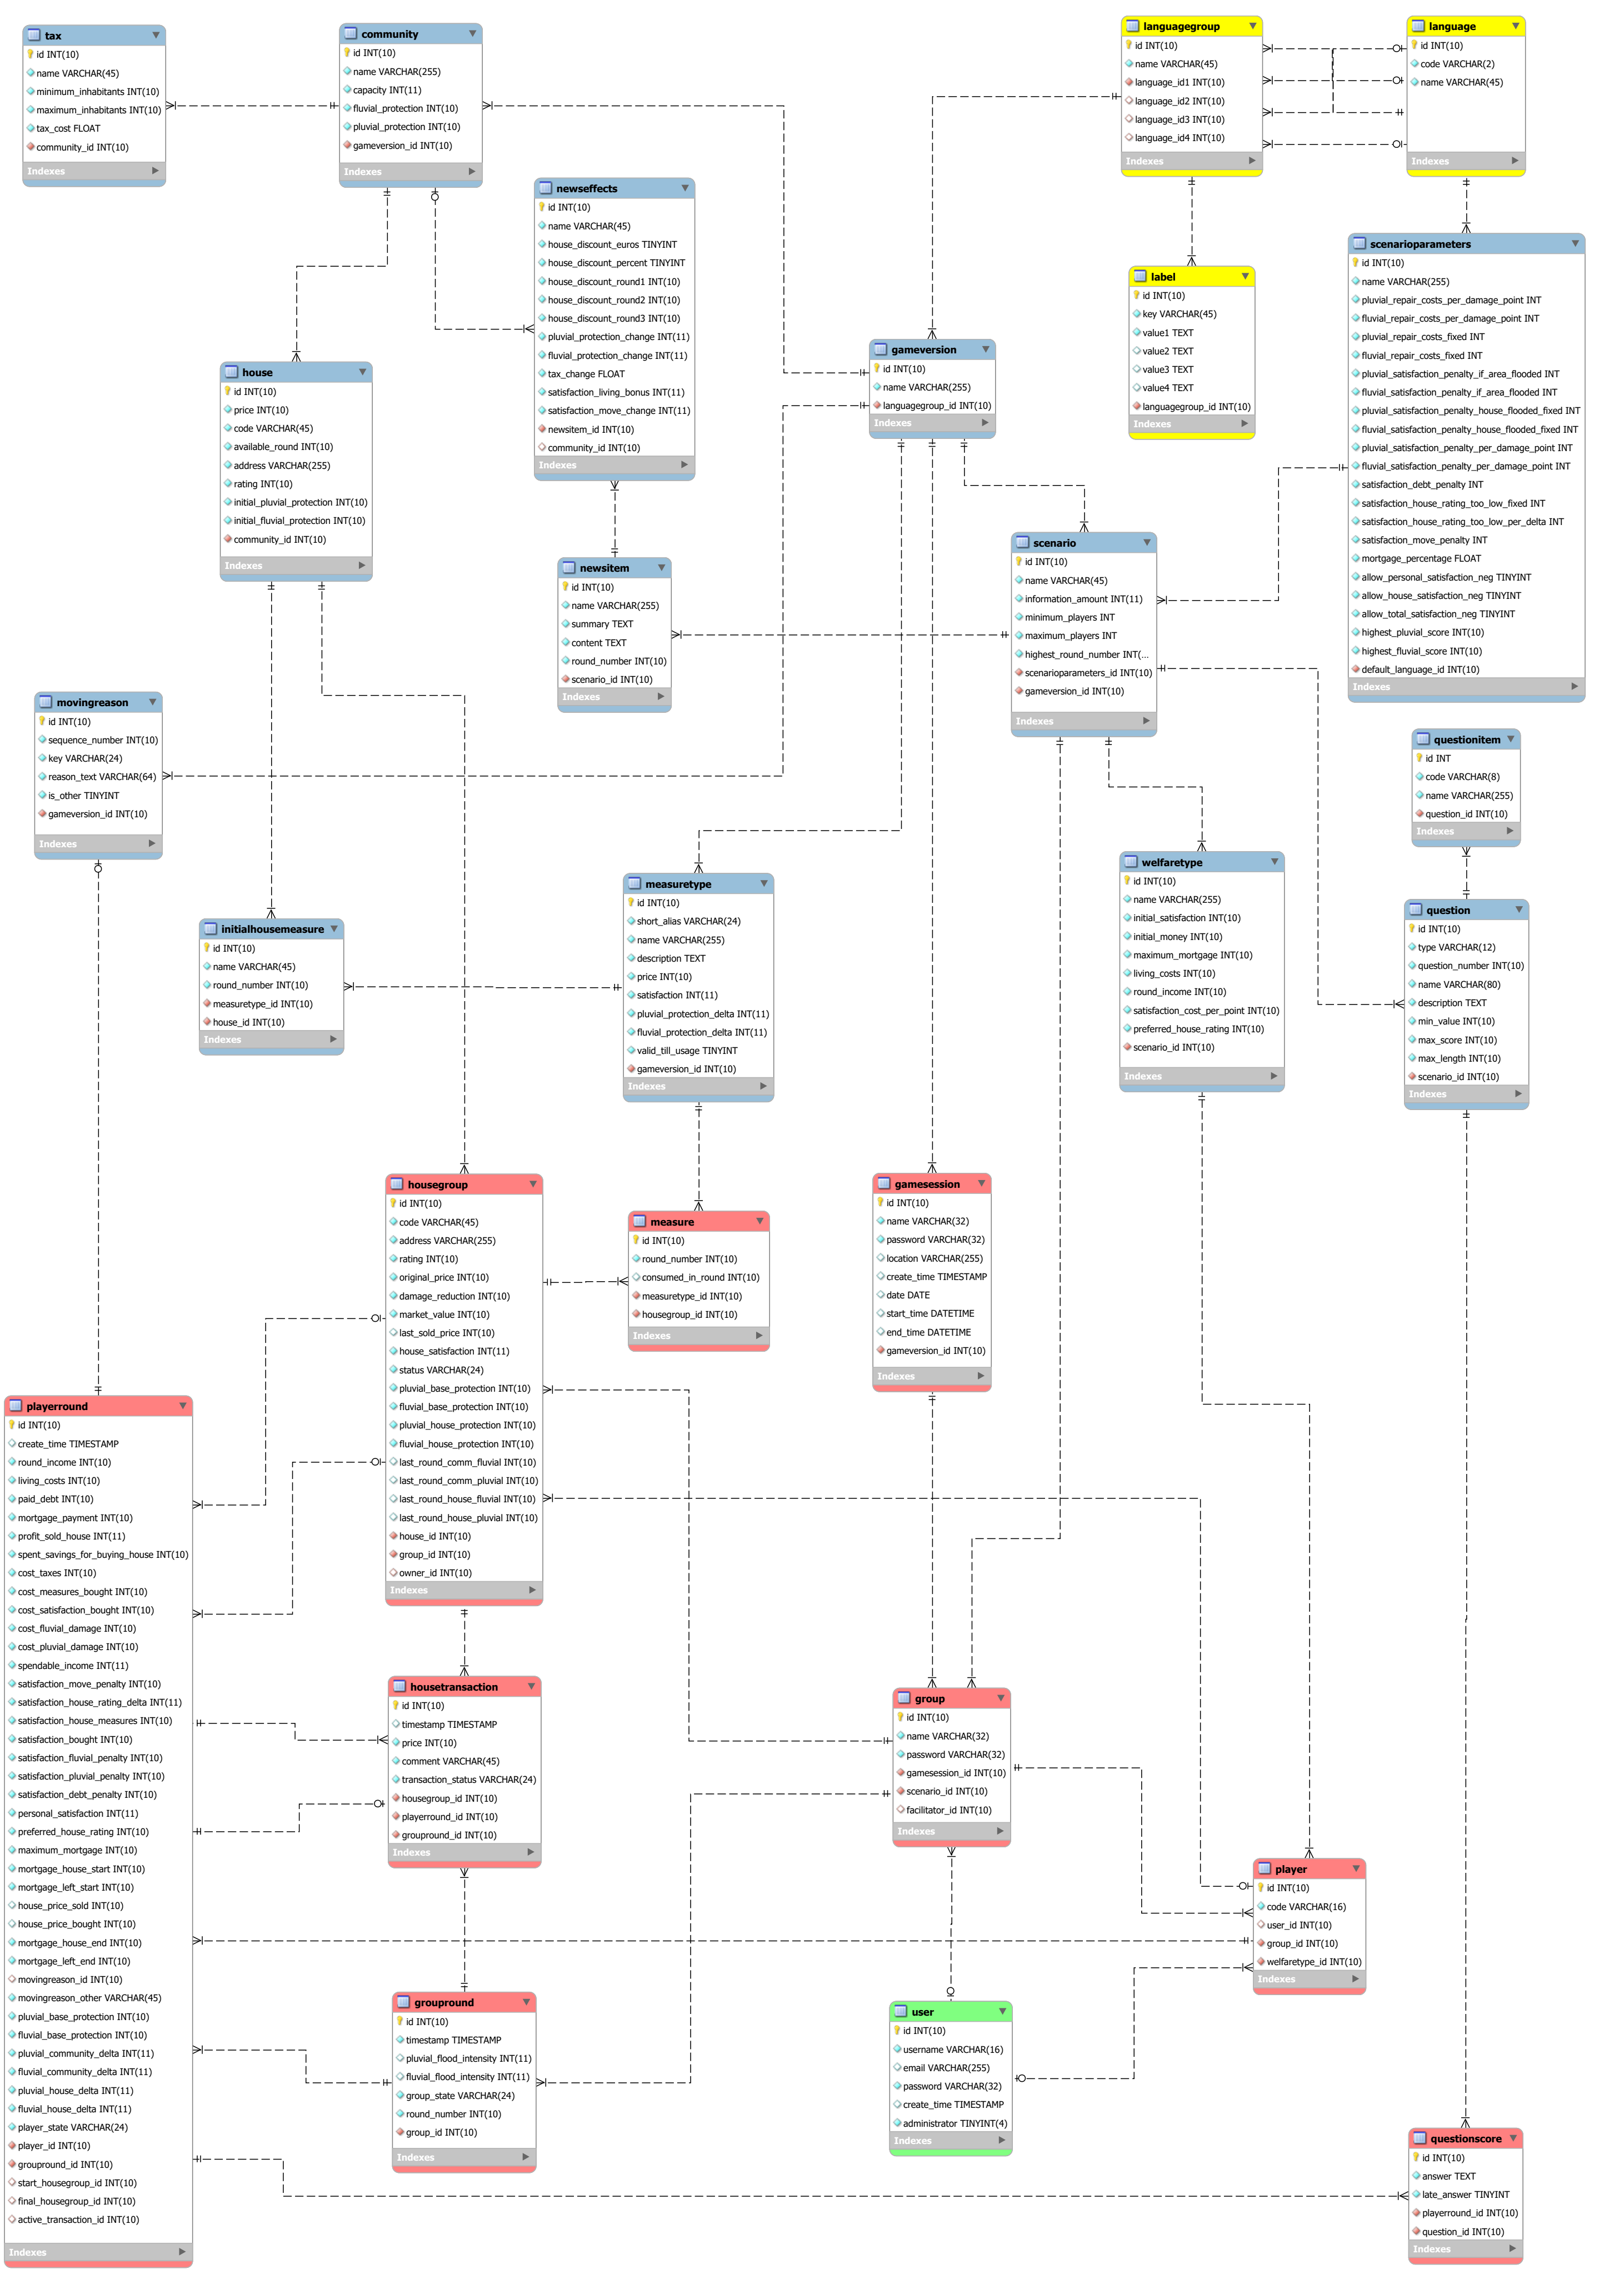 tax
id INT(10)
name VARCHAR(45)
minimum_inhabitants INT(10)
maximum_inhabitants INT(10)
tax_cost FLOAT
community_id INT(10)
Indexes
community
id INT(10)
name VARCHAR(255)
capacity INT(11)
fluvial_protection INT(10)
pluvial_protection INT(10)
gameversion_id INT(10)
Indexes
languagegroup
id INT(10)
name VARCHAR(45)
language_id1 INT(10)
language_id2 INT(10)
language_id3 INT(10)
language_id4 INT(10)
Indexes
language
id INT(10)
code VARCHAR(2)
name VARCHAR(45)
Indexes
newseffects
id INT(10)
name VARCHAR(45)
house_discount_euros TINYINT
house_discount_percent TINYINT
house_discount_round1 INT(10)
house_discount_round2 INT(10)
house_discount_round3 INT(10)
pluvial_protection_change INT(11)
fluvial_protection_change INT(11)
tax_change FLOAT
satisfaction_living_bonus INT(11)
satisfaction_move_change INT(11)
newsitem_id INT(10)
community_id INT(10)
Indexes
label
id INT(10)
key VARCHAR(45)
value1 TEXT
value2 TEXT
value3 TEXT
value4 TEXT
languagegroup_id INT(10)
Indexes
scenarioparameters
id INT(10)
name VARCHAR(255)
pluvial_repair_costs_per_damage_point INT
fluvial_repair_costs_per_damage_point INT
pluvial_repair_costs_fixed INT
fluvial_repair_costs_fixed INT
pluvial_satisfaction_penalty_if_area_flooded INT
fluvial_satisfaction_penalty_if_area_flooded INT
pluvial_satisfaction_penalty_house_flooded_fixed INT
fluvial_satisfaction_penalty_house_flooded_fixed INT
pluvial_satisfaction_penalty_per_damage_point INT
fluvial_satisfaction_penalty_per_damage_point INT
satisfaction_debt_penalty INT
satisfaction_house_rating_too_low_fixed INT
satisfaction_house_rating_too_low_per_delta INT
satisfaction_move_penalty INT
mortgage_percentage FLOAT
allow_personal_satisfaction_neg TINYINT
allow_house_satisfaction_neg TINYINT
allow_total_satisfaction_neg TINYINT
highest_pluvial_score INT(10)
highest_fluvial_score INT(10)
default_language_id INT(10)
Indexes
gameversion
id INT(10)
name VARCHAR(255)
languagegroup_id INT(10)
Indexes
house
id INT(10)
price INT(10)
code VARCHAR(45)
available_round INT(10)
address VARCHAR(255)
rating INT(10)
initial_pluvial_protection INT(10)
initial_fluvial_protection INT(10)
community_id INT(10)
Indexes
newsitem
id INT(10)
name VARCHAR(255)
summary TEXT
content TEXT
round_number INT(10)
scenario_id INT(10)
Indexes
scenario
id INT(10)
name VARCHAR(45)
information_amount INT(11)
minimum_players INT
maximum_players INT
highest_round_number INT(...
scenarioparameters_id INT(10)
gameversion_id INT(10)
Indexes
movingreason
id INT(10)
sequence_number INT(10)
key VARCHAR(24)
reason_text VARCHAR(64)
is_other TINYINT
gameversion_id INT(10)
Indexes
questionitem
id INT
code VARCHAR(8)
name VARCHAR(255)
question_id INT(10)
Indexes
initialhousemeasure
id INT(10)
name VARCHAR(45)
round_number INT(10)
measuretype_id INT(10)
house_id INT(10)
Indexes
measuretype
id INT(10)
short_alias VARCHAR(24)
name VARCHAR(255)
description TEXT
price INT(10)
satisfaction INT(11)
pluvial_protection_delta INT(11)
fluvial_protection_delta INT(11)
valid_till_usage TINYINT
gameversion_id INT(10)
Indexes
welfaretype
id INT(10)
name VARCHAR(255)
initial_satisfaction INT(10)
initial_money INT(10)
maximum_mortgage INT(10)
living_costs INT(10)
round_income INT(10)
satisfaction_cost_per_point INT(10)
preferred_house_rating INT(10)
scenario_id INT(10)
Indexes
question
id INT(10)
type VARCHAR(12)
question_number INT(10)
name VARCHAR(80)
description TEXT
min_value INT(10)
max_score INT(10)
max_length INT(10)
scenario_id INT(10)
Indexes
housegroup
id INT(10)
code VARCHAR(45)
address VARCHAR(255)
rating INT(10)
original_price INT(10)
damage_reduction INT(10)
market_value INT(10)
last_sold_price INT(10)
house_satisfaction INT(11)
status VARCHAR(24)
pluvial_base_protection INT(10)
fluvial_base_protection INT(10)
pluvial_house_protection INT(10)
fluvial_house_protection INT(10)
last_round_comm_fluvial INT(10)
last_round_comm_pluvial INT(10)
last_round_house_fluvial INT(10)
last_round_house_pluvial INT(10)
house_id INT(10)
group_id INT(10)
owner_id INT(10)
Indexes
measure
id INT(10)
round_number INT(10)
consumed_in_round INT(10)
measuretype_id INT(10)
housegroup_id INT(10)
Indexes
gamesession
id INT(10)
name VARCHAR(32)
password VARCHAR(32)
location VARCHAR(255)
create_time TIMESTAMP
date DATE
start_time DATETIME
end_time DATETIME
gameversion_id INT(10)
Indexes
playerround
id INT(10)
create_time TIMESTAMP
round_income INT(10)
living_costs INT(10)
paid_debt INT(10)
mortgage_payment INT(10)
profit_sold_house INT(11)
spent_savings_for_buying_house INT(10)
cost_taxes INT(10)
cost_measures_bought INT(10)
cost_satisfaction_bought INT(10)
cost_fluvial_damage INT(10)
cost_pluvial_damage INT(10)
spendable_income INT(11)
satisfaction_move_penalty INT(10)
satisfaction_house_rating_delta INT(11)
satisfaction_house_measures INT(10)
satisfaction_bought INT(10)
satisfaction_fluvial_penalty INT(10)
satisfaction_pluvial_penalty INT(10)
satisfaction_debt_penalty INT(10)
personal_satisfaction INT(11)
preferred_house_rating INT(10)
maximum_mortgage INT(10)
mortgage_house_start INT(10)
mortgage_left_start INT(10)
house_price_sold INT(10)
house_price_bought INT(10)
mortgage_house_end INT(10)
mortgage_left_end INT(10)
movingreason_id INT(10)
movingreason_other VARCHAR(45)
pluvial_base_protection INT(10)
fluvial_base_protection INT(10)
pluvial_community_delta INT(11)
fluvial_community_delta INT(11)
pluvial_house_delta INT(11)
fluvial_house_delta INT(11)
player_state VARCHAR(24)
player_id INT(10)
groupround_id INT(10)
start_housegroup_id INT(10)
final_housegroup_id INT(10)
active_transaction_id INT(10)
Indexes
housetransaction
id INT(10)
timestamp TIMESTAMP
price INT(10)
comment VARCHAR(45)
transaction_status VARCHAR(24)
housegroup_id INT(10)
playerround_id INT(10)
groupround_id INT(10)
Indexes
group
id INT(10)
name VARCHAR(32)
password VARCHAR(32)
gamesession_id INT(10)
scenario_id INT(10)
facilitator_id INT(10)
Indexes
player
id INT(10)
code VARCHAR(16)
user_id INT(10)
group_id INT(10)
welfaretype_id INT(10)
Indexes
groupround
id INT(10)
timestamp TIMESTAMP
pluvial_flood_intensity INT(11)
fluvial_flood_intensity INT(11)
group_state VARCHAR(24)
round_number INT(10)
group_id INT(10)
Indexes
user
id INT(10)
username VARCHAR(16)
email VARCHAR(255)
password VARCHAR(32)
create_time TIMESTAMP
administrator TINYINT(4)
Indexes
questionscore
id INT(10)
answer TEXT
late_answer TINYINT
playerround_id INT(10)
question_id INT(10)
Indexes